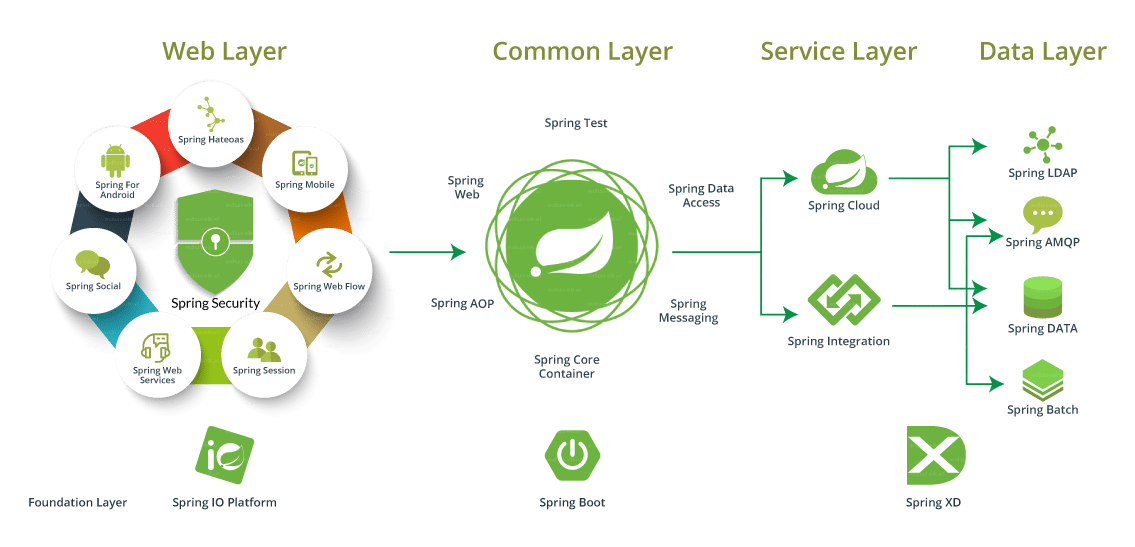 Web Layer
Common Layer
Service Layer
Data Layer
Spring Hateoas
Spring For
Android
Spring Mobile
Spring Social
Spring Security
Spring Web Flow
Spring Web
Services
Spring Session
Spring Test
Spring
Web
Spring Data
Access
Spring AOP
Spring
Messaging
Spring Core
Container
Spring Cloud
Spring Integration
Spring LDAP
Spring AMQP
Spring DATA
Spring Batch
Foundation Layer
iO
Spring IO Platform
Spring Boot
X
Spring XD